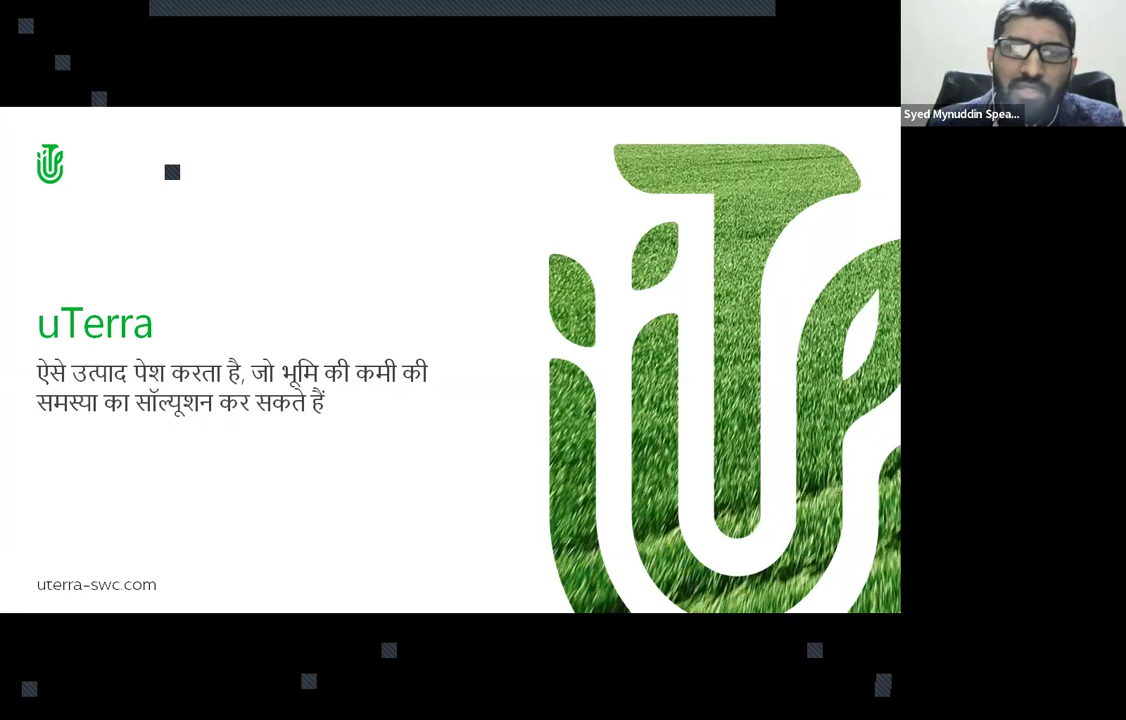 Syed Mynuddin Spea...
uTerra
ऐसे उत्पाद पेश करता है, जो भूमि की कमी की
समस्या का सॉल्यूशन कर सकते हैं
uterra-swc.com